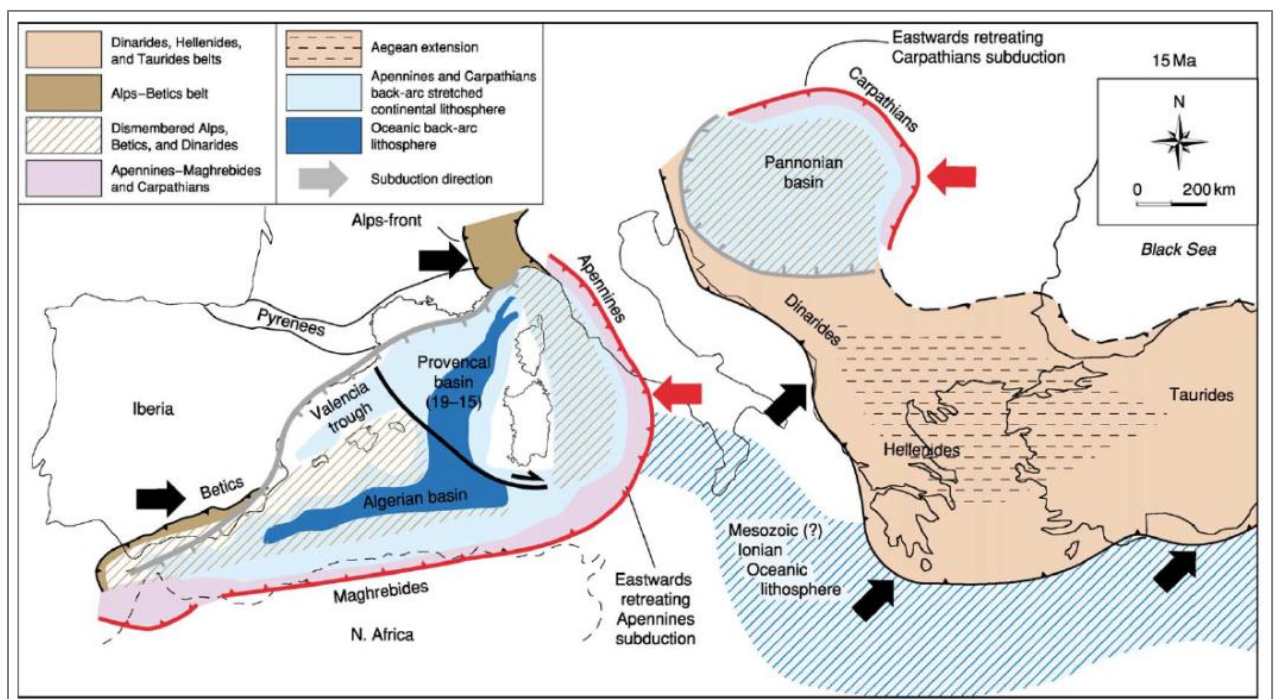 Dinarides, Hellenides,
and Taurides belts
Alps–Betics belt
Dismembered Alps,
Betics, and Dinarides
Apennines–Maghrebides
and Carpathians
Aegean extension
Apennines and Carpathians
back-arc stretched
continental lithosphere
Oceanic back-arc
lithosphere
Subduction direction
Eastwards retreating
Carpathians subduction
15 Ma
N
0 200 km
Carpathians
Pannonian
basin
Black Sea
Alps-front
Apennines
Pyrenees
Dinarides
Provencal
basin
(19–15)
Valencia
trough
Iberia
Taurides
Hellenides
Betics
Algerian basin
Mesozoic (?)
Ionian
Oceanic
lithosphere
Maghrebides
Eastwards
retreating
Apennines
subduction
N. Africa